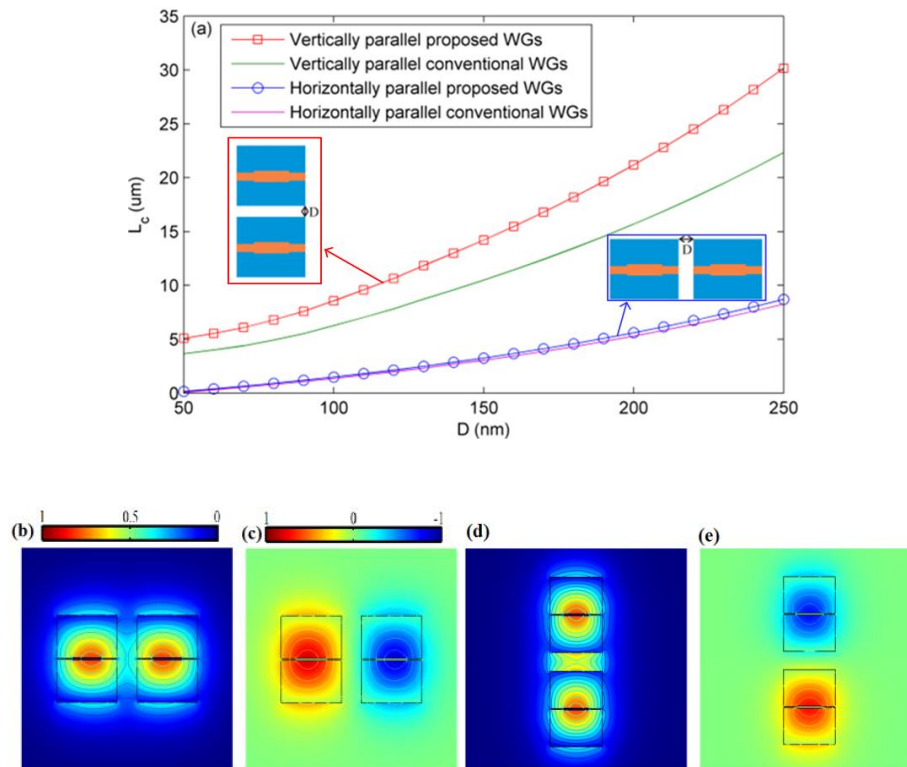 35
(a)
Vertically parallel proposed WGs
30
Vertically parallel conventional WGs
Horizontally parallel proposed WGs
25
Horizontally parallel conventional WGs
20
D
L_c (um)
15
D
10
5
0
50
100
150
200
250
D (nm)
(b)
1
0.5
0
(c)
1
0
-1
(d)
(e)